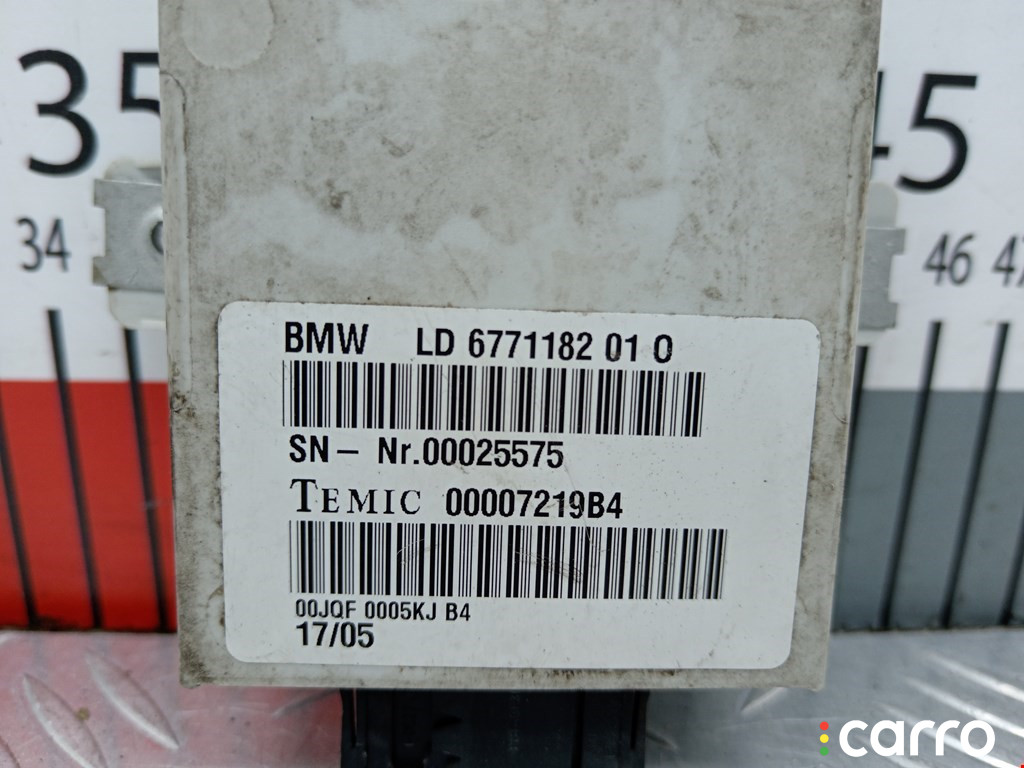 35
45
34
46 47
BMW LD 6771182 01 0
SN - Nr.00025575
TEMIC 00007219B4
00JQF 0005KJ B4
17/05
carro